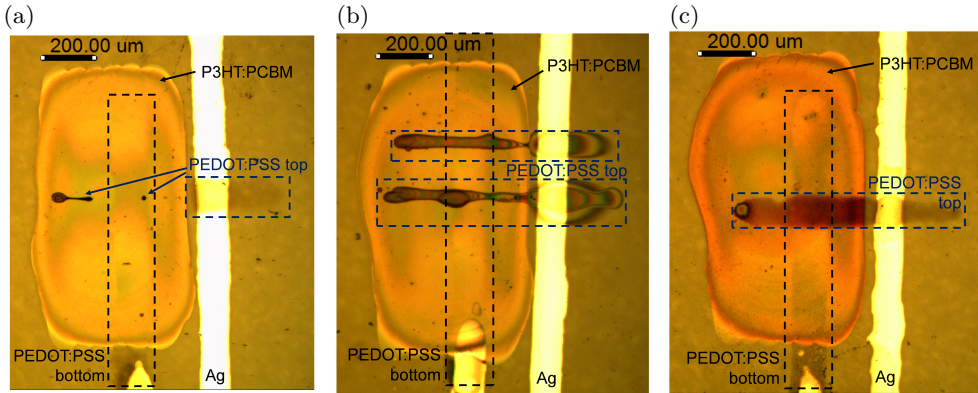 (a)
200.00 um
P3HT:PCBM
PEDOT:PSS top
PEDOT:PSS
bottom
Ag
(b)
200.00 um
P3HT:PCBM
PEDOT:PSS top
PEDOT:PSS
bottom
Ag
(c)
200.00 um
P3HT:PCBM
PEDOT:PSS
top
PEDOT:PSS
bottom
Ag